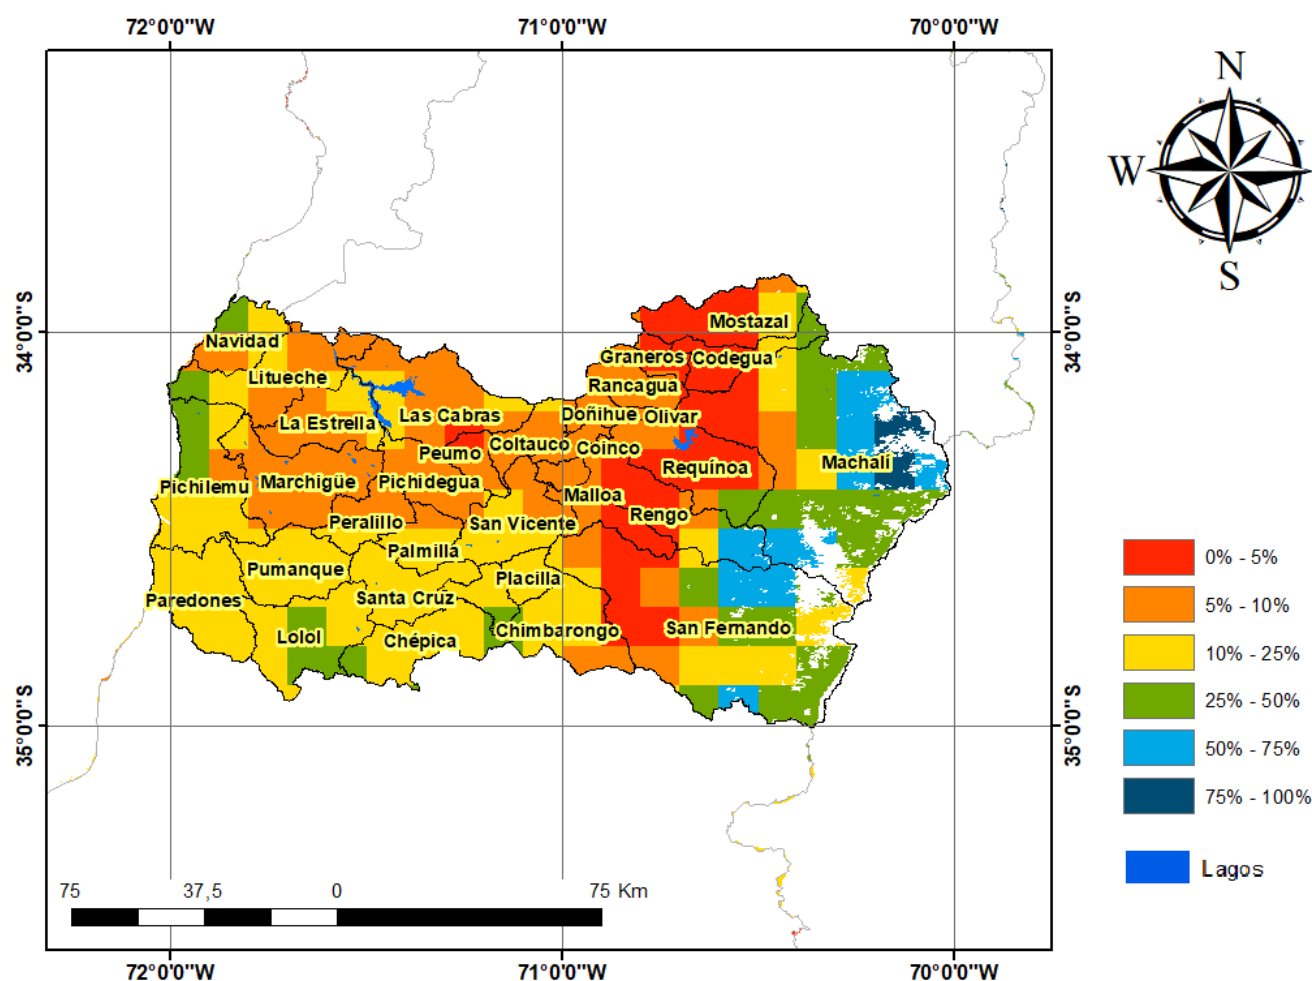 72°0'0"W 71°0'0"W 70°0'0"W
N
W
S
34°0'0"S
34°0'0"S
35°0'0"S
35°0'0"S
Mostazal
Navidad
Graneros Codegua
Litueche
Rancagua
La Estrella Las Cabras Doñihue Olivar
Peumo Coltauco Coinco
Requínoa Machalí
Pichilemu Marchigüe Pichidegua
Malloa
Peralillo San Vicente Rengo
Palmilla
Pumanque
Placilla
Paredones Santa Cruz
Lolol Chépica Chimbarongo San Fernando
0% - 5%
5% - 10%
10% - 25%
25% - 50%
50% - 75%
75% - 100%
Lagos
75 37,5 0 75 Km
72°0'0"W 71°0'0"W 70°0'0"W